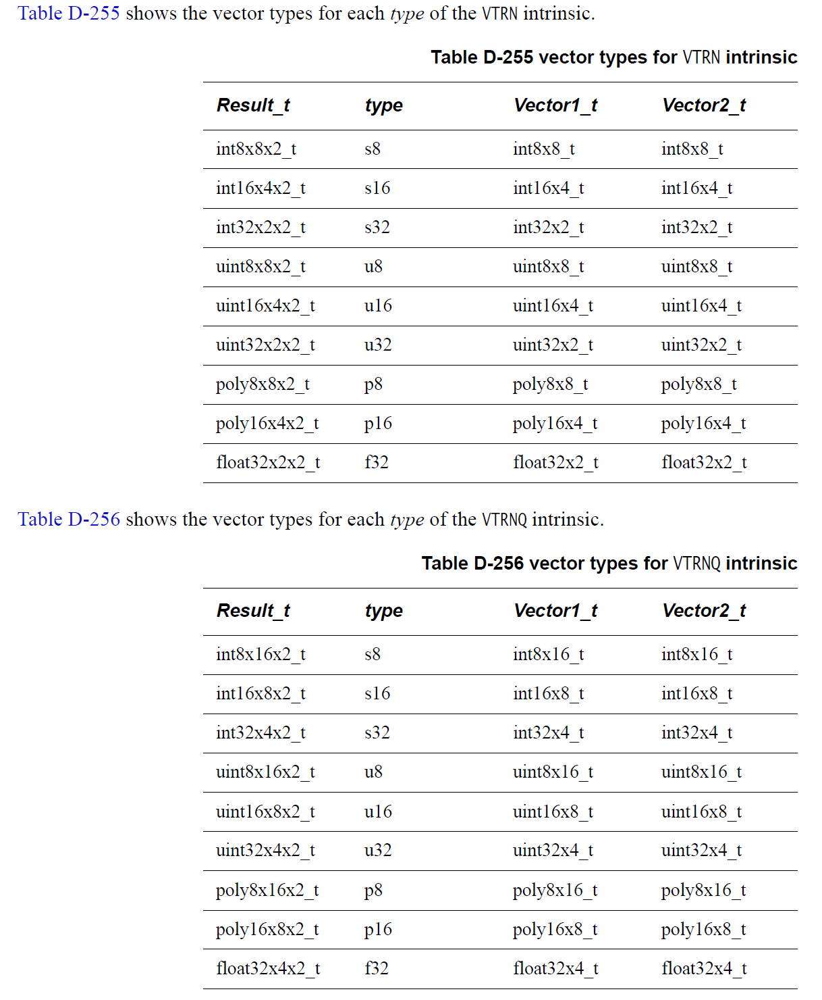 Table D-255 shows the vector types for each type of the VTRN intrinsic.
Table D-255 vector types for VTRN intrinsic
Result_t type Vector1_t Vector2_t
int8x8x2_t s8 int8x8_t int8x8_t
int16x4x2_t s16 int16x4_t int16x4_t
int32x2x2_t s32 int32x2_t int32x2_t
uint8x8x2_t u8 uint8x8_t uint8x8_t
uint16x4x2_t u16 uint16x4_t uint16x4_t
uint32x2x2_t u32 uint32x2_t uint32x2_t
poly8x8x2_t p8 poly8x8_t poly8x8_t
poly16x4x2_t p16 poly16x4_t poly16x4_t
float32x2x2_t f32 float32x2_t float32x2_t
Table D-256 shows the vector types for each type of the VTRNQ intrinsic.
Table D-256 vector types for VTRNQ intrinsic
Result_t type Vector1_t Vector2_t
int8x16x2_t s8 int8x16_t int8x16_t
int16x8x2_t s16 int16x8_t int16x8_t
int32x4x2_t s32 int32x4_t int32x4_t
uint8x16x2_t u8 uint8x16_t uint8x16_t
uint16x8x2_t u16 uint16x8_t uint16x8_t
uint32x4x2_t u32 uint32x4_t uint32x4_t
poly8x16x2_t p8 poly8x16_t poly8x16_t
poly16x8x2_t p16 poly16x8_t poly16x8_t
float32x4x2_t f32 float32x4_t float32x4_t